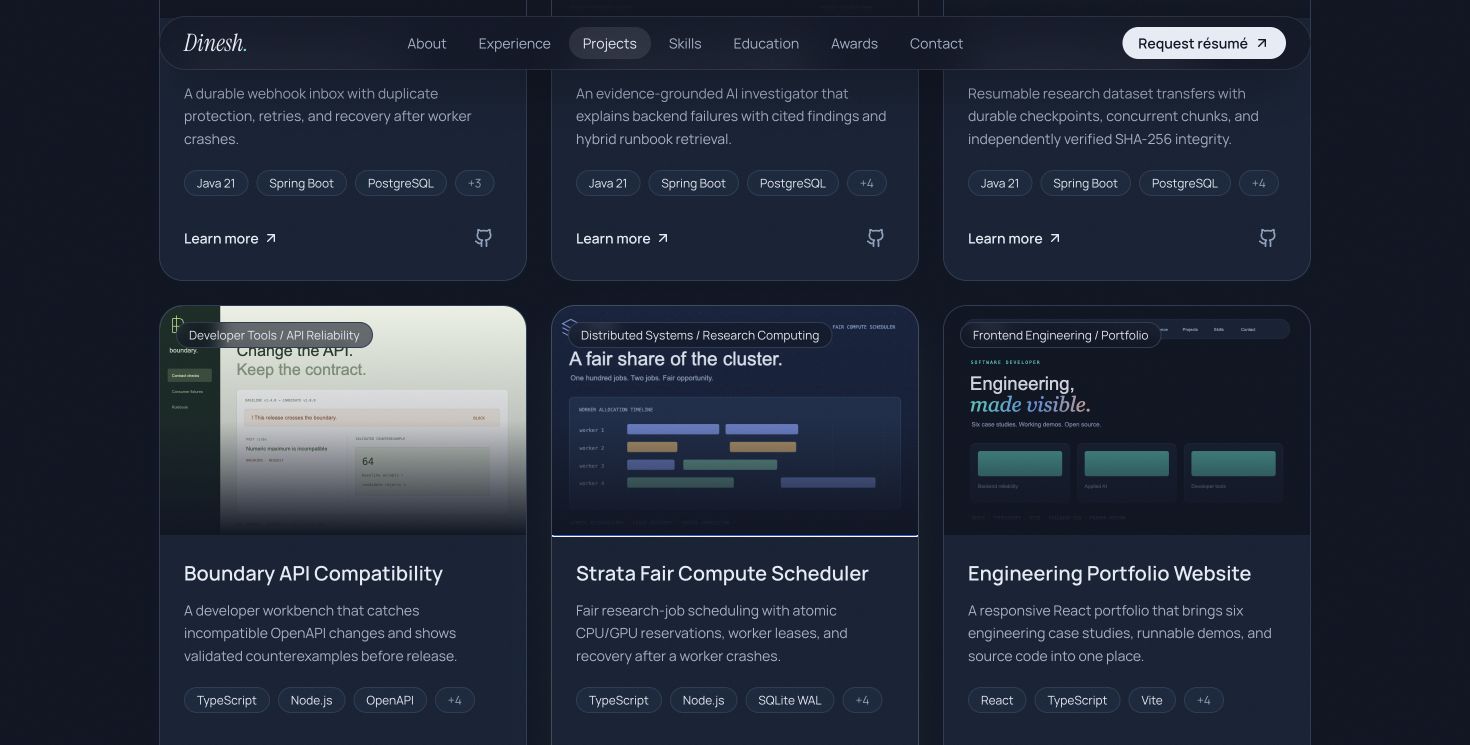 Dinesh.
About
Experience
Projects
Skills
Education
Awards
Contact
Request résumé
A durable webhook inbox with duplicate
protection, retries, and recovery after worker
crashes.
Java 21
Spring Boot
PostgreSQL
+3
Learn more
An evidence-grounded AI investigator that
explains backend failures with cited findings and
hybrid runbook retrieval.
Java 21
Spring Boot
PostgreSQL
+4
Learn more
Resumable research dataset transfers with
durable checkpoints, concurrent chunks, and
independently verified SHA-256 integrity.
Java 21
Spring Boot
PostgreSQL
+4
Learn more
Developer Tools / API Reliability
boundary.
Change the API.
Keep the contract.
Contract checks
Consumer failures
! This release crosses the boundary.
Numeric maximum is incompatible
64
Boundary API Compatibility
A developer workbench that catches
incompatible OpenAPI changes and shows
validated counterexamples before release.
TypeScript
Node.js
OpenAPI
+4
Distributed Systems / Research Computing
FAIR COMPUTE SCHEDULER
A fair share of the cluster.
One hundred jobs. Two jobs. Fair opportunity.
WORKER ALLOCATION TIMELINE
worker 1
worker 2
worker 3
worker 4
Strata Fair Compute Scheduler
Fair research-job scheduling with atomic
CPU/GPU reservations, worker leases, and
recovery after a worker crashes.
TypeScript
Node.js
SQLite WAL
+4
Frontend Engineering / Portfolio
Projects
Skills
Contact
SOFTWARE DEVELOPER
Engineering,
made visible.
Six case studies. Working demos. Open source.
Backend reliability
Applied AI
Developer tools
Engineering Portfolio Website
A responsive React portfolio that brings six
engineering case studies, runnable demos, and
source code into one place.
React
TypeScript
Vite
+4